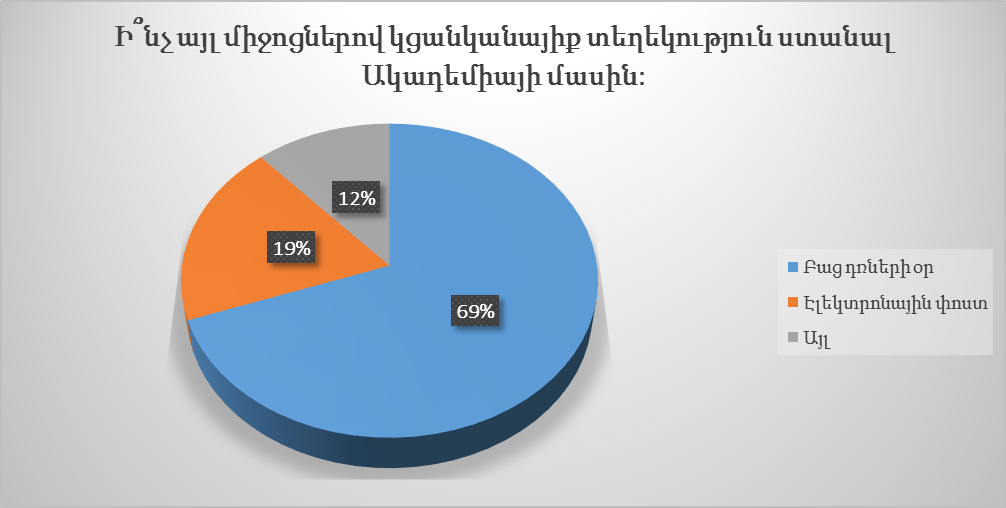 Ի՞նչ այլ միջոցներով կցանկանայիք տեղեկություն ստանալ
Ակադեմիայի մասին:
12%
19%
69%
Բաց դռների օր
Էլեկտրոնային փոստ
Այլ